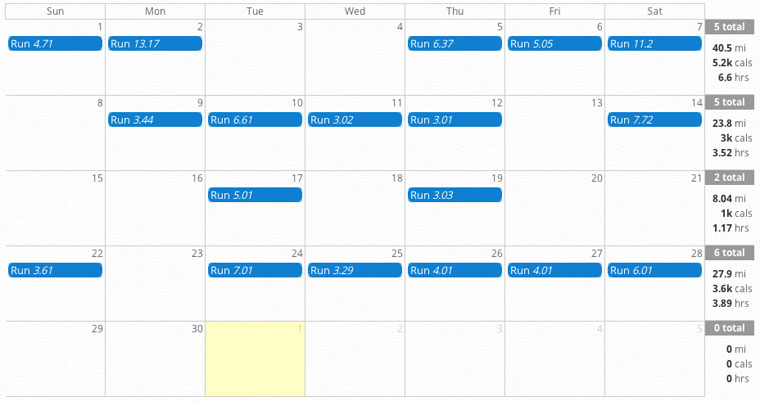 Sun Mon Tue Wed Thu Fri Sat
1 2 3 4 5 6 7 5 total
Run 4.71 Run 13.17 Run 6.37 Run 5.05 Run 11.2 40.5 mi
5.2k cals
6.6 hrs
8 9 10 11 12 13 14 5 total
Run 3.44 Run 6.61 Run 3.02 Run 3.01 Run 7.72 23.8 mi
3k cals
3.52 hrs
15 16 17 18 19 20 21 2 total
Run 5.01 Run 3.03 8.04 mi
1k cals
1.17 hrs
22 23 24 25 26 27 28 6 total
Run 3.61 Run 7.01 Run 3.29 Run 4.01 Run 4.01 Run 6.01 27.9 mi
3.6k cals
3.89 hrs
29 30 1 2 3 4 5 0 total
0 mi
0 cals
0 hrs